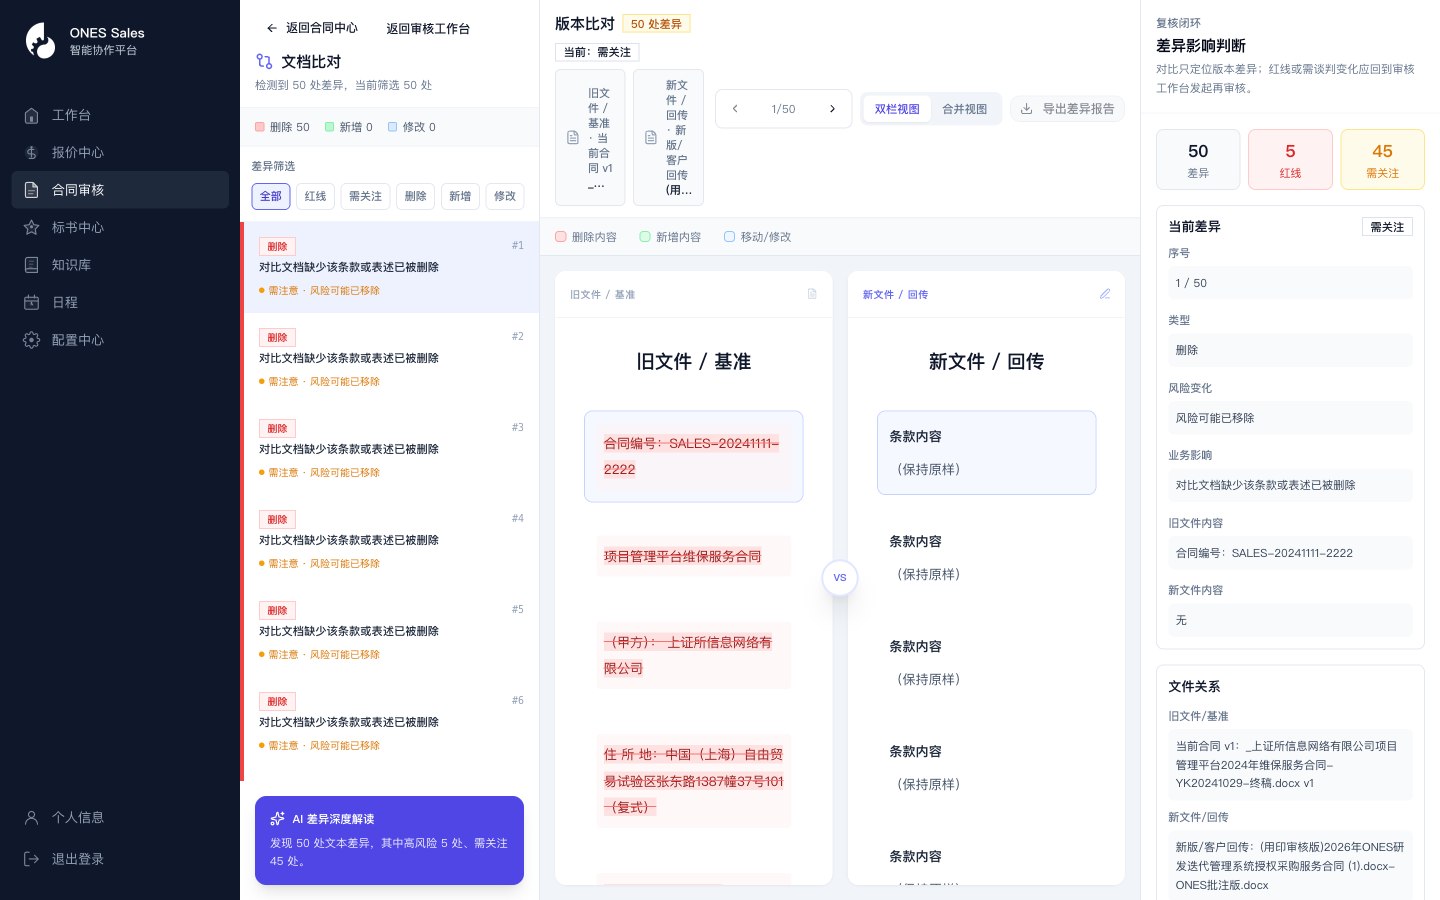 ONES Sales
智能协作平台
工作台
报价中心
合同审核
标书中心
知识库
日程
配置中心
个人信息
退出登录
← 返回合同中心
返回审核工作台
文档比对
检测到 50 处差异，当前筛选 50 处
删除 50
新增 0
修改 0
差异筛选
全部
红线
需关注
删除
新增
修改
删除
#1
对比文档缺少该条款或表述已被删除
需注意 · 风险可能已移除
删除
#2
对比文档缺少该条款或表述已被删除
需注意 · 风险可能已移除
删除
#3
对比文档缺少该条款或表述已被删除
需注意 · 风险可能已移除
删除
#4
对比文档缺少该条款或表述已被删除
需注意 · 风险可能已移除
删除
#5
对比文档缺少该条款或表述已被删除
需注意 · 风险可能已移除
删除
#6
对比文档缺少该条款或表述已被删除
需注意 · 风险可能已移除
AI 差异深度解读
发现 50 处文本差异，其中高风险 5 处、需关注
45 处。
版本比对
50 处差异
当前：需关注
旧文
件 /
基准
· 当
前合
同 v1
_...
新文
件 /
回传
· 新
版/
客户
回传
(用...
1/50
双栏视图
合并视图
导出差异报告
删除内容
新增内容
移动/修改
旧文件 / 基准
旧文件 / 基准
合同编号：SALES-20241111-
2222
项目管理平台维保服务合同
（甲方）： 上证所信息网络有
限公司
住 所 地：中国（上海）自由贸
易试验区张东路1387幢37号101
（复式）
VS
新文件 / 回传
新文件 / 回传
条款内容
（保持原样）
条款内容
（保持原样）
条款内容
（保持原样）
条款内容
（保持原样）
条款内容
复核闭环
差异影响判断
对比只定位版本差异；红线或需谈判变化应回到审核
工作台发起再审核。
50
差异
5
红线
45
需关注
当前差异
需关注
序号
1 / 50
类型
删除
风险变化
风险可能已移除
业务影响
对比文档缺少该条款或表述已被删除
旧文件内容
合同编号：SALES-20241111-2222
新文件内容
无
文件关系
旧文件/基准
当前合同 v1：_上证所信息网络有限公司项目
管理平台2024年维保服务合同-
YK20241029-终稿.docx v1
新文件/回传
新版/客户回传：(用印审核版)2026年ONES研
发迭代管理系统授权采购服务合同 (1).docx-
ONES批注版.docx